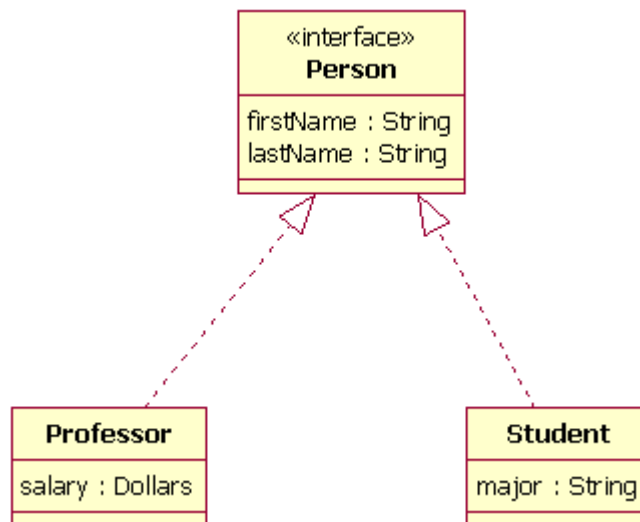 «interface»
Person
firstName : String
lastName : String
Professor
salary : Dollars
Student
major : String